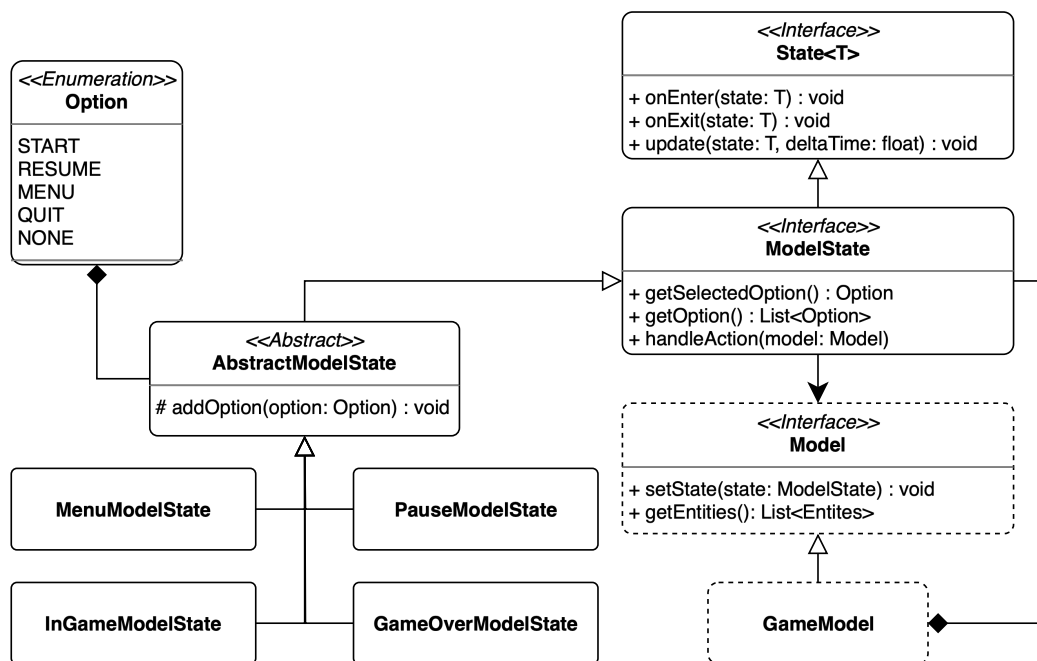 <<Enumeration>>
Option
START
RESUME
MENU
QUIT
NONE
<<Interface>>
State<T>
+ onEnter(state: T) : void
+ onExit(state: T) : void
+ update(state: T, deltaTime: float) : void
<<Interface>>
ModelState
+ getSelectedOption() : Option
+ getOption() : List<Option>
+ handleAction(model: Model)
<<Abstract>>
AbstractModelState
# addOption(option: Option) : void
<<Interface>>
Model
+ setState(state: ModelState) : void
+ getEntities(): List<Entites>
MenuModelState
PauseModelState
InGameModelState
GameOverModelState
GameModel